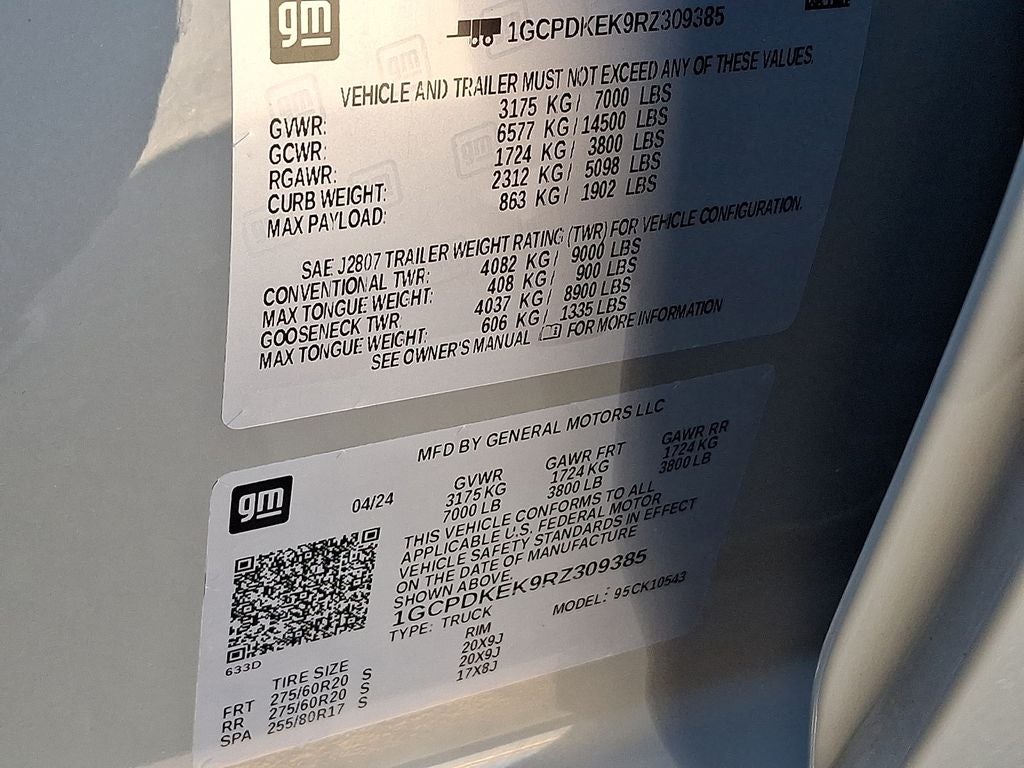 gm
1GCPDKEK9RZ309385
VEHICLE AND TRAILER MUST NOT EXCEED ANY OF THESE VALUES.
GVWR: 3175 KG/ 7000 LBS
GCWR: 6577 KG/14500 LBS
RGAWR: 1724 KG/ 3800 LBS
CURB WEIGHT: 2312 KG/ 5098 LBS
MAX PAYLOAD: 863 KG/ 1902 LBS
SAE J2807 TRAILER WEIGHT RATING (TWR) FOR VEHICLE CONFIGURATION.
CONVENTIONAL TWR: 4082 KG/ 9000 LBS
MAX TONGUE WEIGHT: 408 KG/ 900 LBS
GOOSENECK TWR: 4037 KG/ 8900 LBS
MAX TONGUE WEIGHT: 606 KG/ 1335 LBS
SEE OWNER'S MANUAL FOR MORE INFORMATION
MFD BY GENERAL MOTORS LLC
gm
04/24
GVWR GAWR FRT GAWR RR
3175 KG 1724 KG 1724 KG
7000 LB 3800 LB 3800 LB
THIS VEHICLE CONFORMS TO ALL
APPLICABLE U.S. FEDERAL MOTOR
VEHICLE SAFETY STANDARDS IN EFFECT
ON THE DATE OF MANUFACTURE
SHOWN ABOVE.
1GCPDKEK9RZ309385
TYPE: TRUCK MODEL: 95CK10543
633D
TIRE SIZE RIM
FRT 275/60R20 S 20X9J
RR 275/60R20 S 20X9J
SPA 255/80R17 S 17X8J